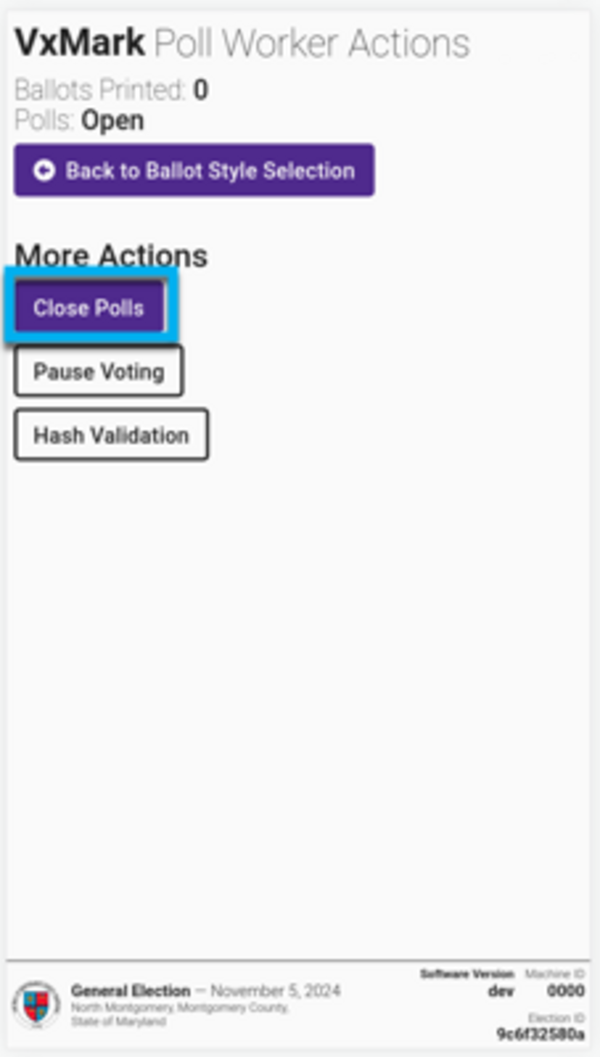 VxMark Poll Worker Actions
Ballots Printed: 0
Polls: Open
Back to Ballot Style Selection
More Actions
Close Polls
Pause Voting
Hash Validation
General Election — November 5, 2024
North Montgomery, Montgomery County,
State of Maryland
Software Version
dev
Machine ID
0000
Election ID
9c6f32580a